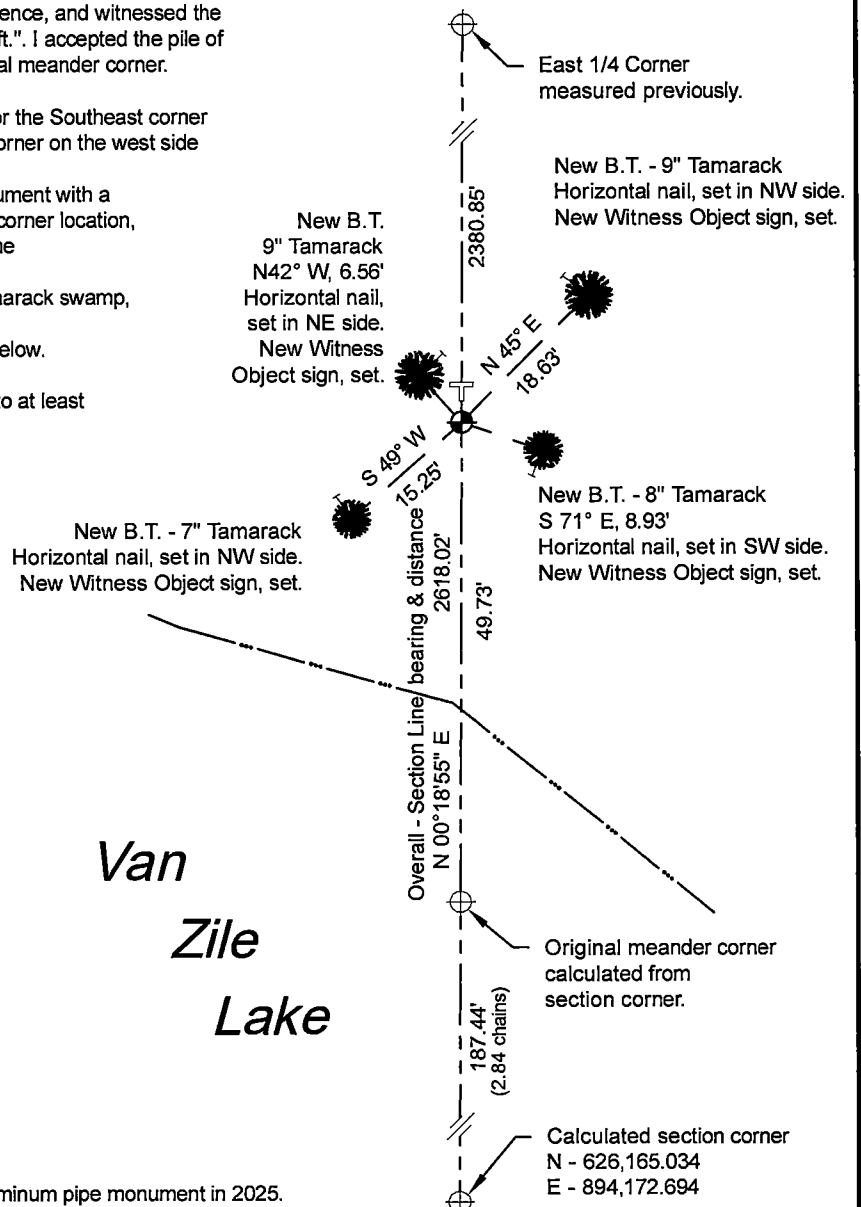 ence, and witnessed the
ft.". I accepted the pile of
al meander corner.
or the Southeast corner
orner on the west side
ument with a
corner location,
ne
narack swamp,
elow.
to at least
East 1/4 Corner
measured previously.
2380.85'
New B.T. - 9" Tamarack
Horizontal nail, set in NW side.
New Witness Object sign, set.
New B.T.
9" Tamarack
N42° W, 6.56'
Horizontal nail,
set in NE side.
New Witness
Object sign, set.
N 45° E
18.63'
S 49° W
15.25'
New B.T. - 8" Tamarack
S 71° E, 8.93'
Horizontal nail, set in SW side.
New Witness Object sign, set.
New B.T. - 7" Tamarack
Horizontal nail, set in NW side.
New Witness Object sign, set.
Overall - Section Line bearing & distance
N 00°18'55" E 2618.02'
49.73'
Van
Zile
Lake
Original meander corner
calculated from
section corner.
187.44'
(2.84 chains)
Calculated section corner
N - 626,165.034
E - 894,172.694
minum pipe monument in 2025.